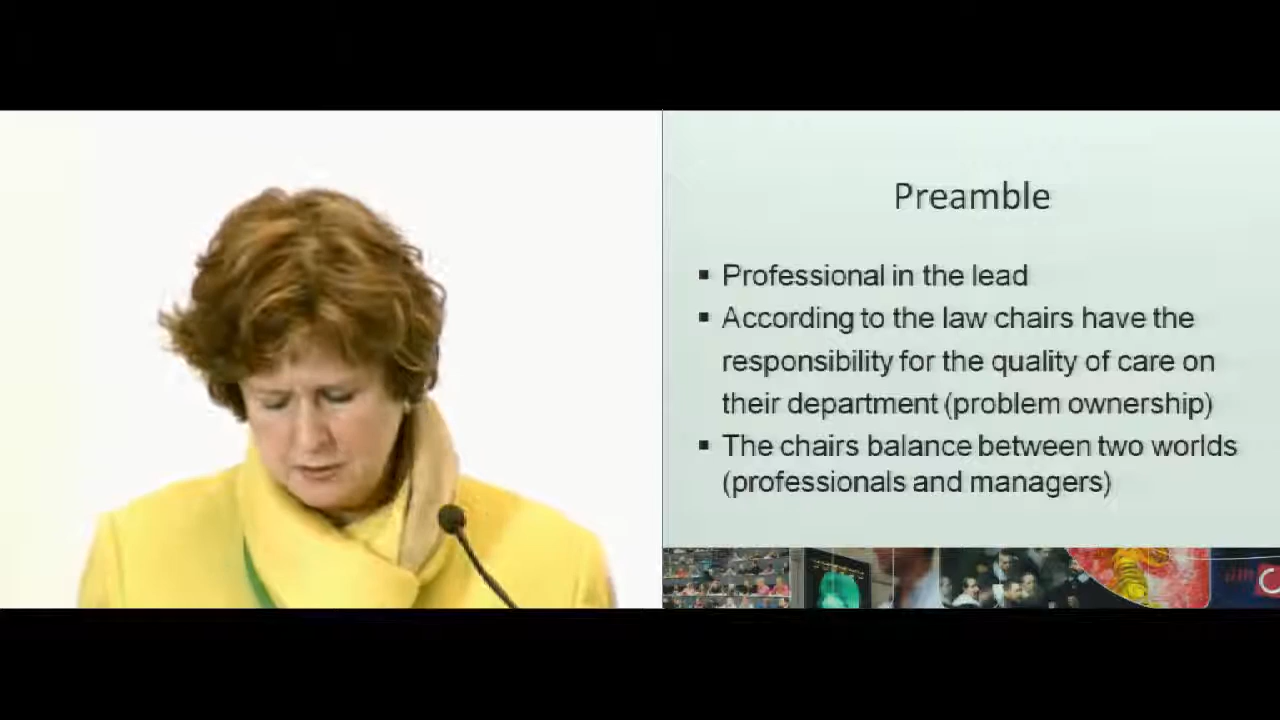 Preamble
▪ Professional in the lead
▪ According to the law chairs have the
responsibility for the quality of care on
their department (problem ownership)
▪ The chairs balance between two worlds
(professionals and managers)